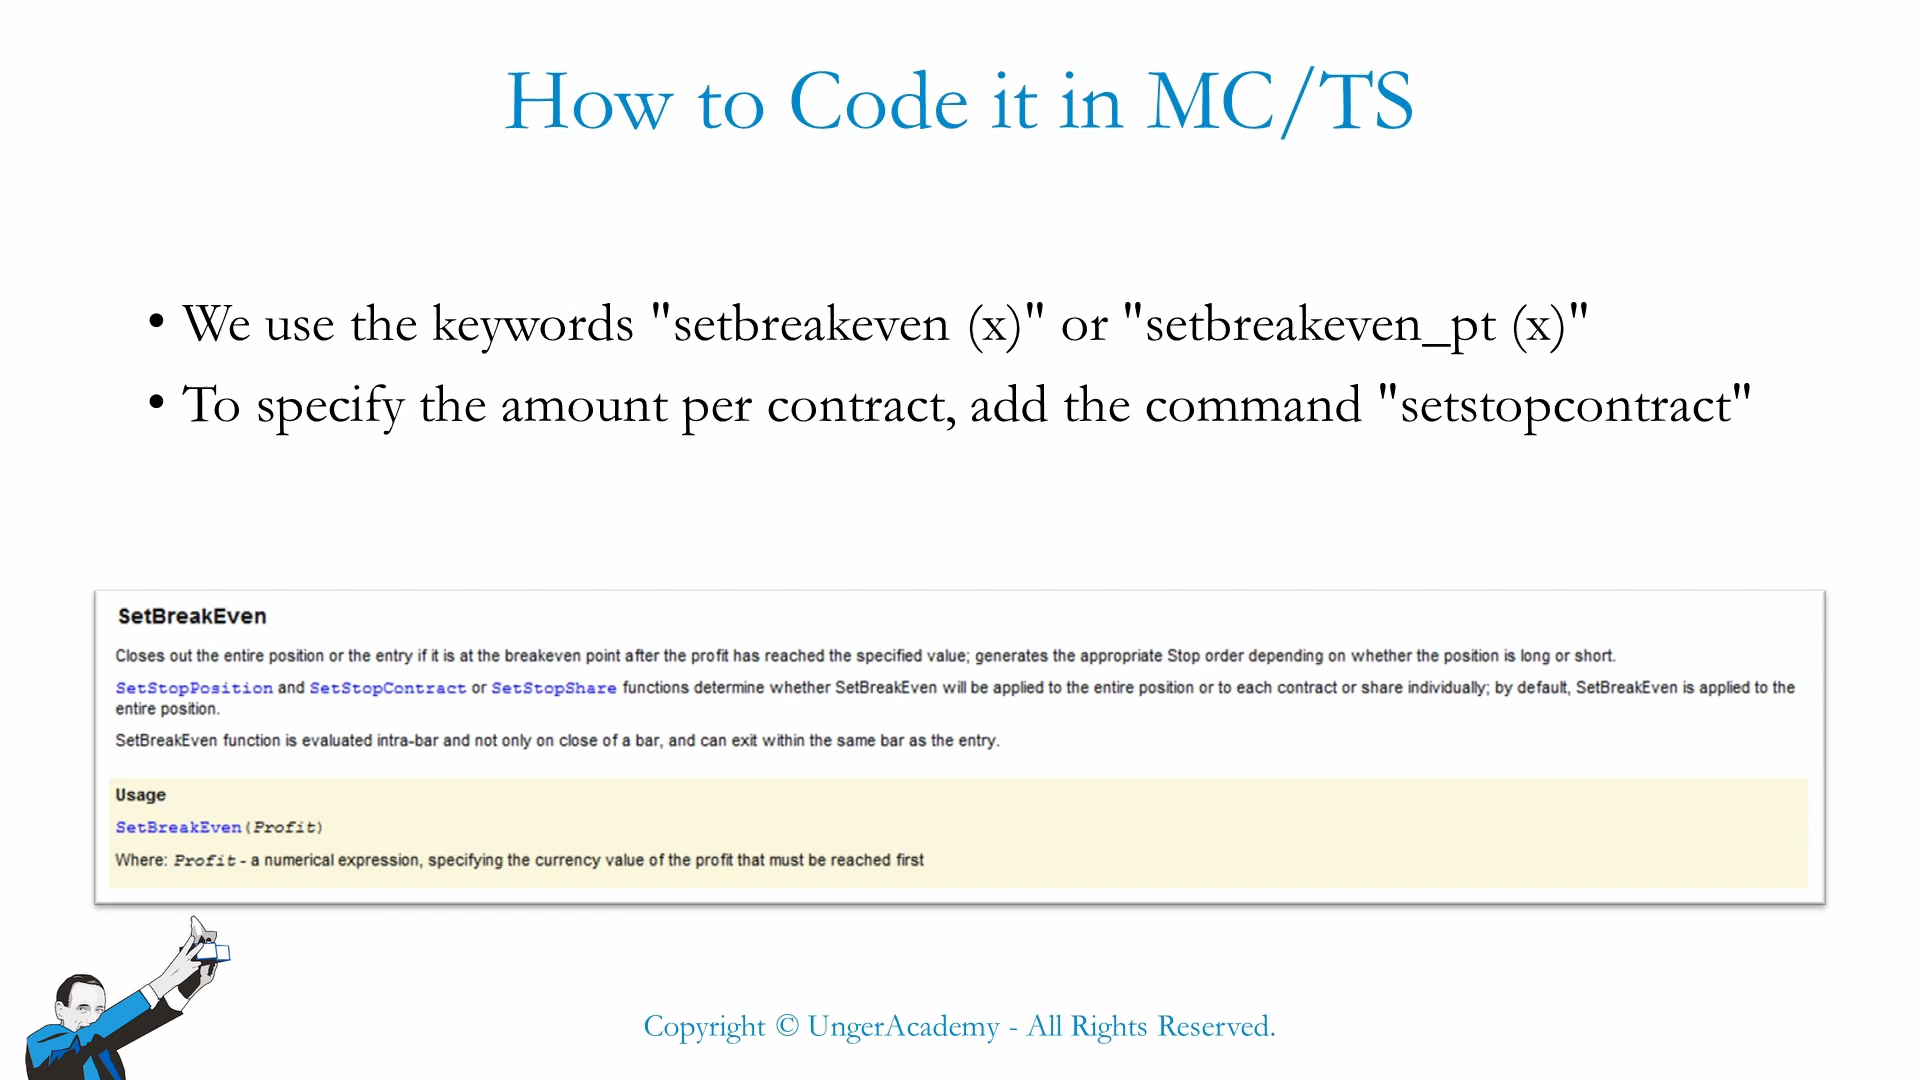 How to Code it in MC/TS
• We use the keywords "setbreakeven (x)" or "setbreakeven_pt (x)"
• To specify the amount per contract, add the command "setstopcontract"
SetBreakEven
Closes out the entire position or the entry if it is at the breakeven point after the profit has reached the specified value; generates the appropriate Stop order depending on whether the position is long or short.
SetStopPosition and SetStopContract or SetStopShare functions determine whether SetBreakEven will be applied to the entire position or to each contract or share individually; by default, SetBreakEven is applied to the
entire position.
SetBreakEven function is evaluated intra-bar and not only on close of a bar, and can exit within the same bar as the entry.
Usage
SetBreakEven(Profit)
Where: Profit - a numerical expression, specifying the currency value of the profit that must be reached first
Copyright © UngerAcademy - All Rights Reserved.